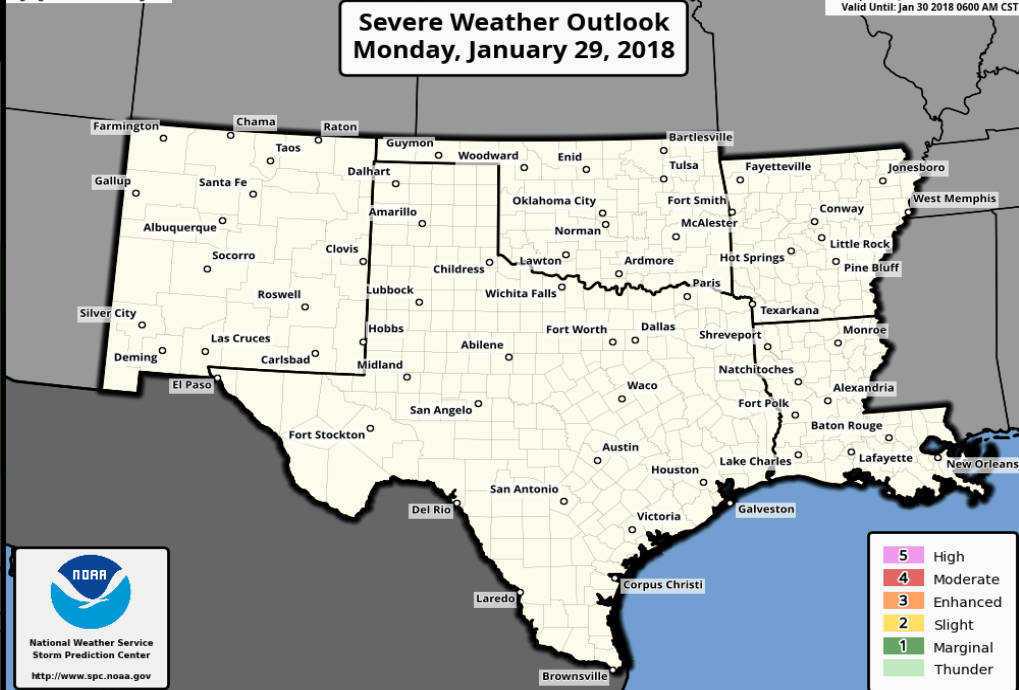 Valid Until: Jan 30 2018 0600 AM CST
Severe Weather Outlook
Monday, January 29, 2018
Farmington
Chama
Raton
Guymon
Bartlesville
Taos
Woodward
Enid
Tulsa
Fayetteville
Jonesboro
Gallup
Santa Fe
Dalhart
Oklahoma City
Fort Smith
West Memphis
Albuquerque
Amarillo
Norman
McAlester
Conway
Socorro
Clovis
Childress
Lawton
Ardmore
Hot Springs
Little Rock
Pine Bluff
Roswell
Lubbock
Wichita Falls
Paris
Texarkana
Silver City
Las Cruces
Hobbs
Abilene
Fort Worth
Dallas
Shreveport
Monroe
Deming
Carlsbad
Midland
Natchitoches
El Paso
San Angelo
Waco
Fort Polk
Alexandria
Fort Stockton
Austin
Baton Rouge
Houston
Lake Charles
Lafayette
New Orleans
Del Rio
San Antonio
Victoria
Galveston
Laredo
Corpus Christi
Brownsville
NOAA
National Weather Service
Storm Prediction Center
http://www.spc.noaa.gov
5 High
4 Moderate
3 Enhanced
2 Slight
1 Marginal
Thunder